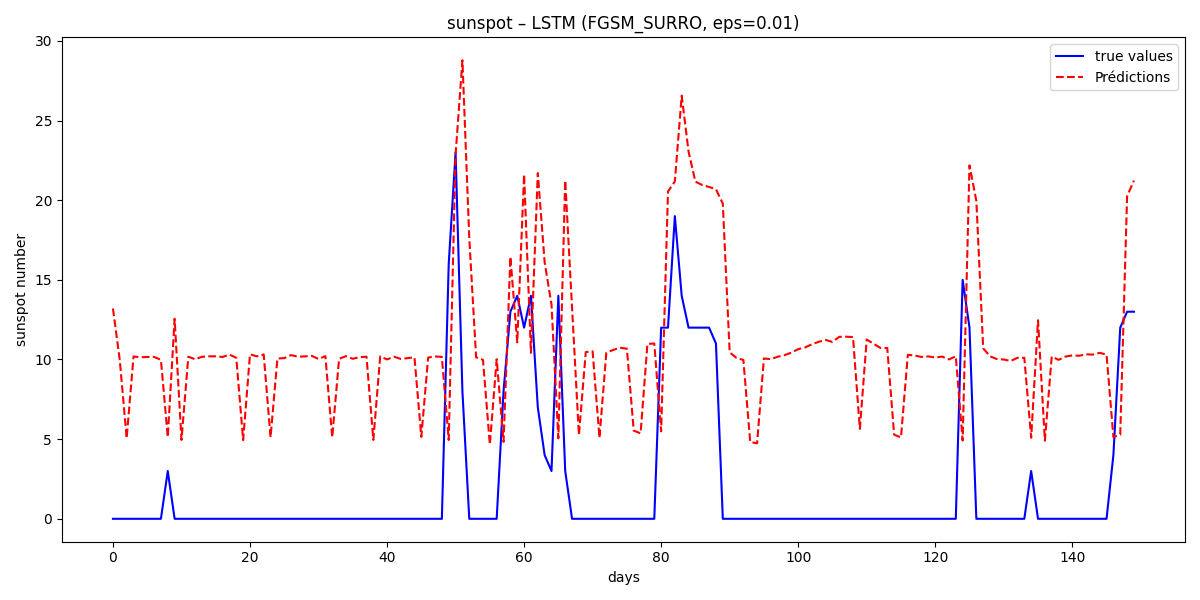 sunspot – LSTM (FGSM_SURRO, eps=0.01)
true values
Prédictions
sunspot number
30
25
20
15
10
5
0
0 20 40 60 80 100 120 140
days